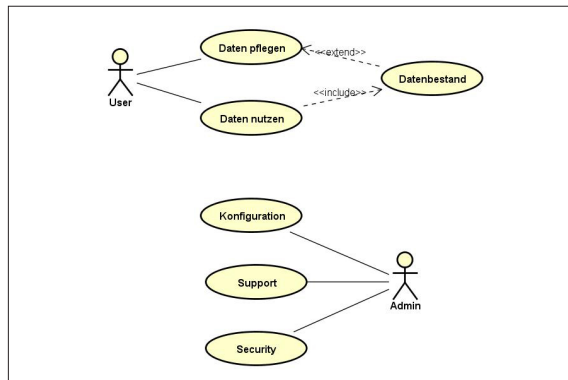 Daten pflegen
<<extend>>
Datenbestand
User
<<include>>
Daten nutzen
Konfiguration
Support
Admin
Security